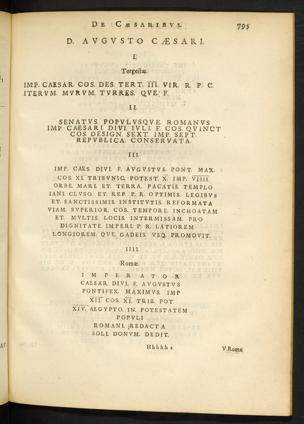 DE CÆSARIBVS.
795
D. AVGVSTO CÆSARI.
I.
Tergestæ.
IMP. CAESAR. COS. DES. TERT. III. VIR. R. P. C.
ITERVM. MVRVM. TVRRES. QVE. F.
II.
SENATVS. POPVLVSQVE. ROMANVS
IMP. CAESARI. DIVI. IVLI. F. COS. QVINCT
COS. DESIGN. SEXT. IMP. SEPT.
REPVBLICA. CONSERVATA.
III.
IMP. CAES. DIVI. F. AVGVSTVS. PONT. MAX.
COS. XI. TRIBVNIC. POTEST. X. IMP. VIIII
ORBE. MARI. ET. TERRA. PACATIS. TEMPLO
IANI. CLVSO. ET. REP. P. R. OPTIMIS. LEGIBVS
ET. SANCTISSIMIS. INSTITVTIS. REFORMATA
VIAM. SVPERIOR. COS. TEMPORE. INCHOATAM
ET. MVLTIS. LOCIS. INTERMISSAM. PRO
DIGNITATE. IMPERI. P. R. LATIOREM
LONGIOREM. QVE. GADEIS. VSQ. PROMOVIT.
IIII.
Romæ.
IMPERATOR
CAESAR. DIVI. F. AVGVSTVS
PONTIFEX. MAXIMVS. IMP
XII. COS. XI. TRIB. POT
XIV. AEGYPTO. IN. POTESTATEM
POPVLI
ROMANI. REDACTA
SOLI. DONVM. DEDIT.
Hhhhh 2
V. Romæ